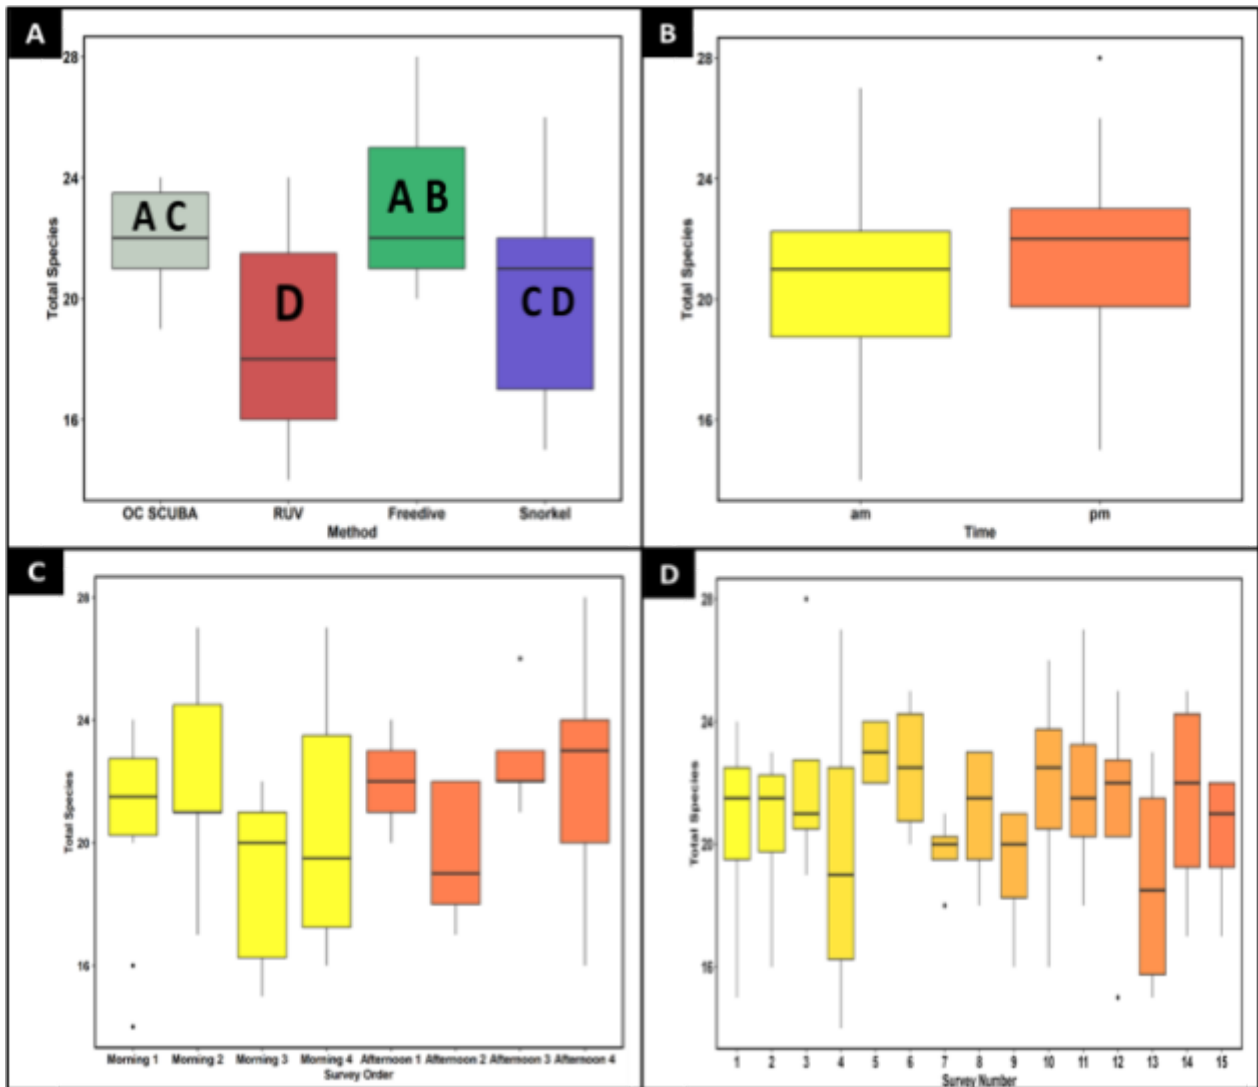 A
28
24
20
16
Total Species
A C
D
A B
C D
OC SCUBA RUV Freedive Snorkel
Method
B
28
24
20
16
Total Species
am pm
Time
C
28
24
20
16
Total Species
Morning 1 Morning 2 Morning 3 Morning 4 Afternoon 1 Afternoon 2 Afternoon 3 Afternoon 4
Survey Order
D
28
24
20
Total Species
1 2 3 4 5 6 7 8 9 10 11 12 13 14 15
Survey Number